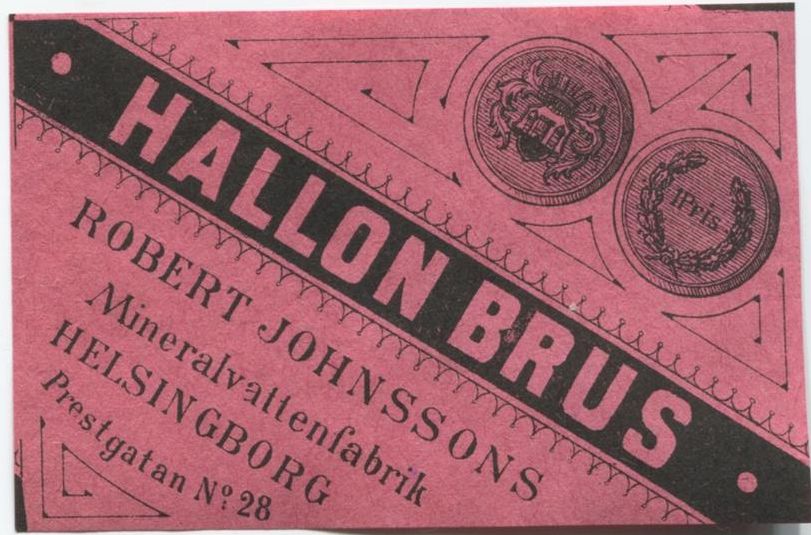 HALLON BRUS
1 Pris.
ROBERT JOHNSSONS
Mineralvattenfabrik
HELSINGBORG
Prestgatan Nº 28